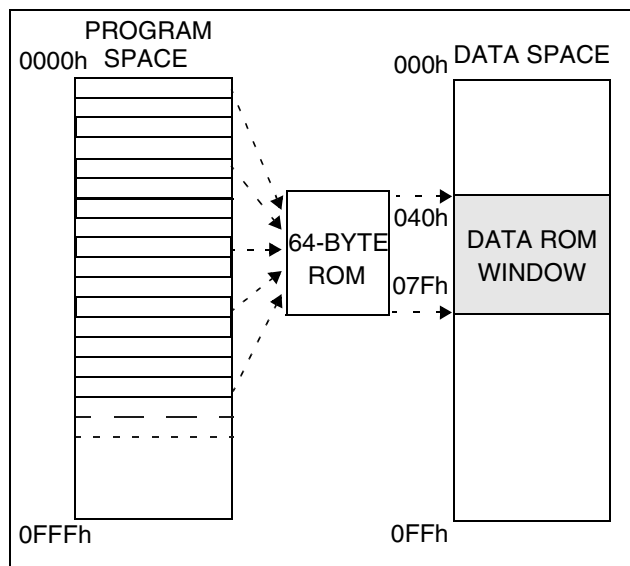 PROGRAM
SPACE
0000h
000h
DATA SPACE
64-BYTE
ROM
040h
07Fh
DATA ROM
WINDOW
0FFFh
0FFh